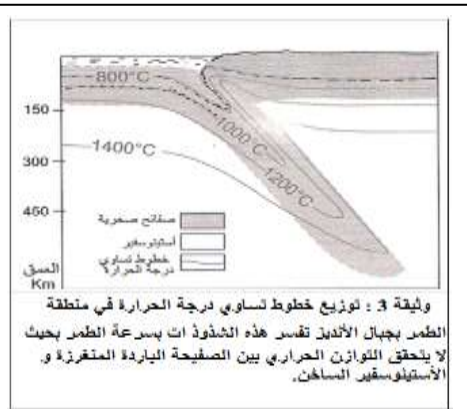 800°C
150
1000°C
1400°C
300
1200°C
450
صفائح صخرية
أستينوسفير
خطوط تساوي
درجة الحرارة
العمق
Km
وثيقة 3 : توزيع خطوط تساوي درجة الحرارة في منطقة
الطمر بجبال الأنديز تفسر هذه الشذوذ ات بسرعة الطمر بحيث
لا يتحقق التوازن الحراري بين الصفيحة الباردة المنغرزة و
الأستينوسفير الساخن.